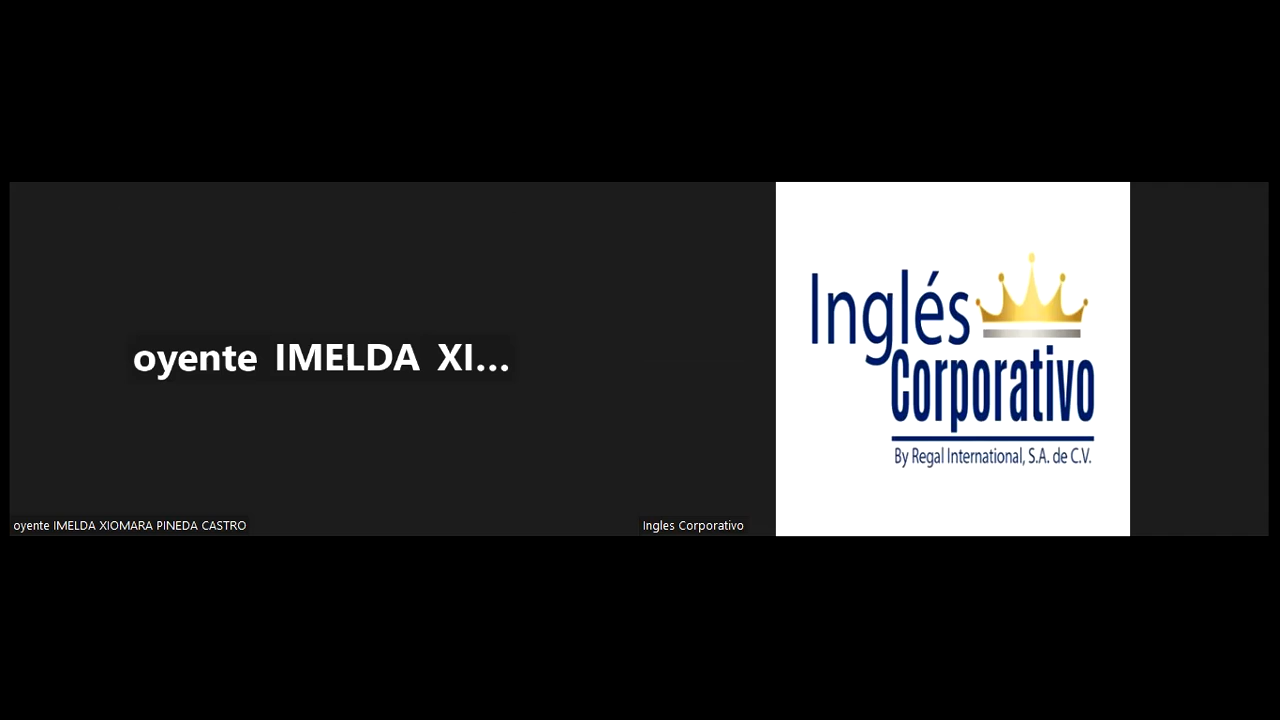 oyente IMELDA XI...
oyente IMELDA XIOMARA PINEDA CASTRO
Ingles Corporativo
Inglés
Corporativo
By Regal International, S.A. de C.V.